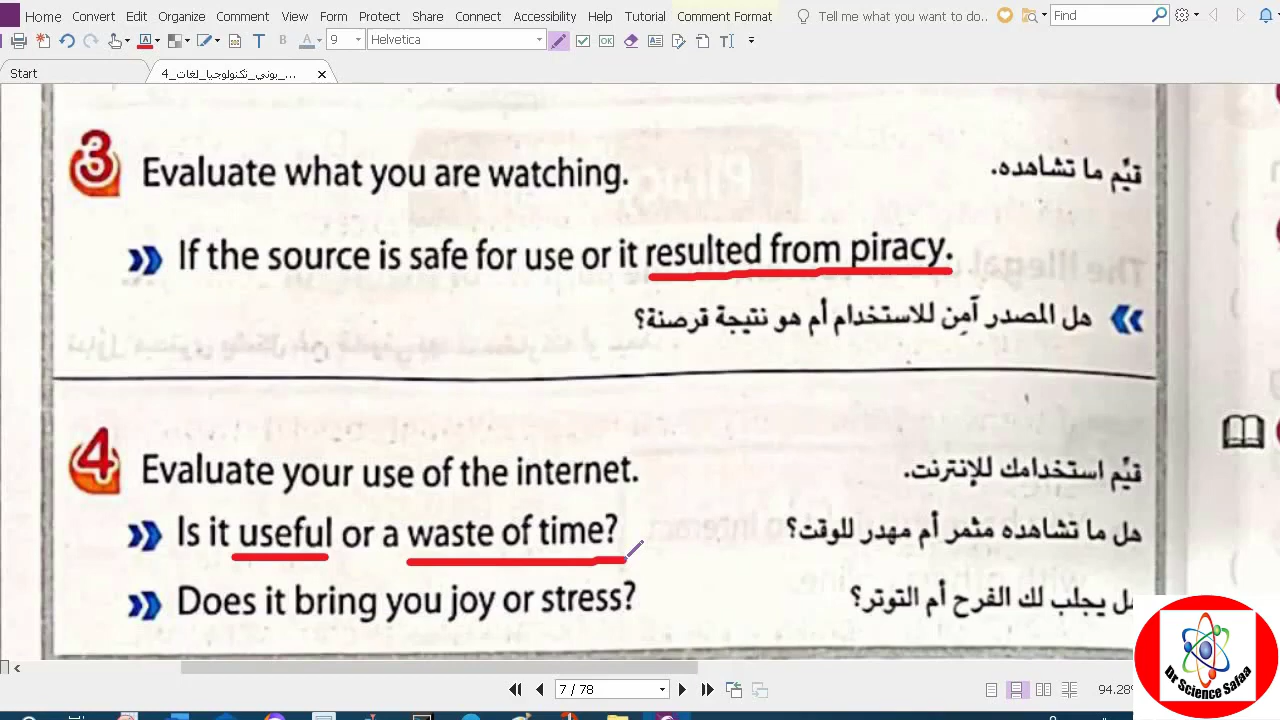 Home Convert Edit Organize Comment View Form Protect Share Connect Accessibility Help Tutorial Comment Format Tell me what you want to do.. Find
9 Helvetica
Start 4_بوني_تكنولوجيا_لغات_...
3 Evaluate what you are watching. قيِّم ما تشاهده.
If the source is safe for use or it resulted from piracy.
هل المصدر آمِن للاستخدام أم هو نتيجة قرصنة؟
4 Evaluate your use of the internet. قيِّم استخدامك للإنترنت.
Is it useful or a waste of time? هل ما تشاهده مثمر أم مهدر للوقت؟
Does it bring you joy or stress? هل يجلب لك الفرح أم التوتر؟
Dr Science Safaa
7 / 78 94.28%